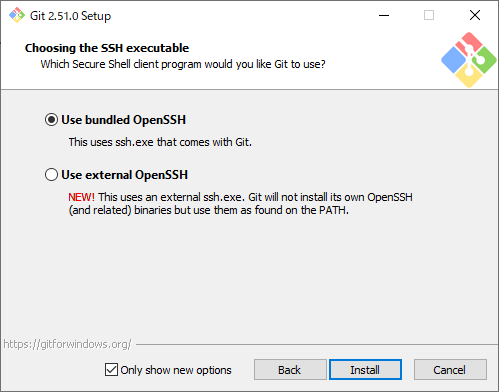 Git 2.51.0 Setup
Choosing the SSH executable
Which Secure Shell client program would you like Git to use?
Use bundled OpenSSH
This uses ssh.exe that comes with Git.
Use external OpenSSH
NEW! This uses an external ssh.exe. Git will not install its own OpenSSH
(and related) binaries but use them as found on the PATH.
https://gitforwindows.org/
Only show new options
Back
Install
Cancel